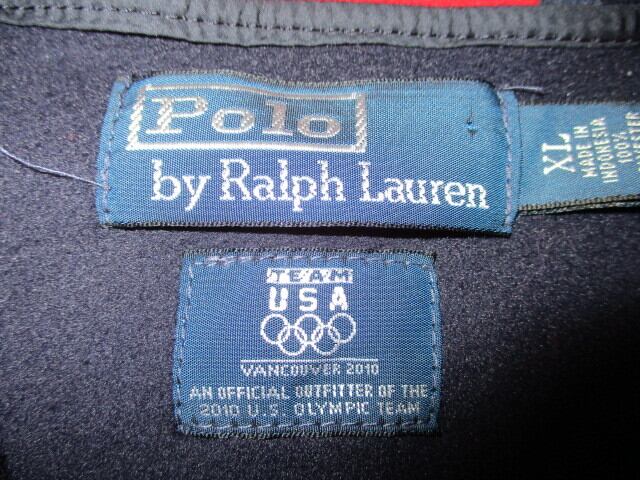 Polo
by Ralph Lauren
XL
MADE IN
INDONESIA
100%
TEAM
USA
VANCOUVER 2010
AN OFFICIAL OUTFITTER OF THE
2010 U.S. OLYMPIC TEAM